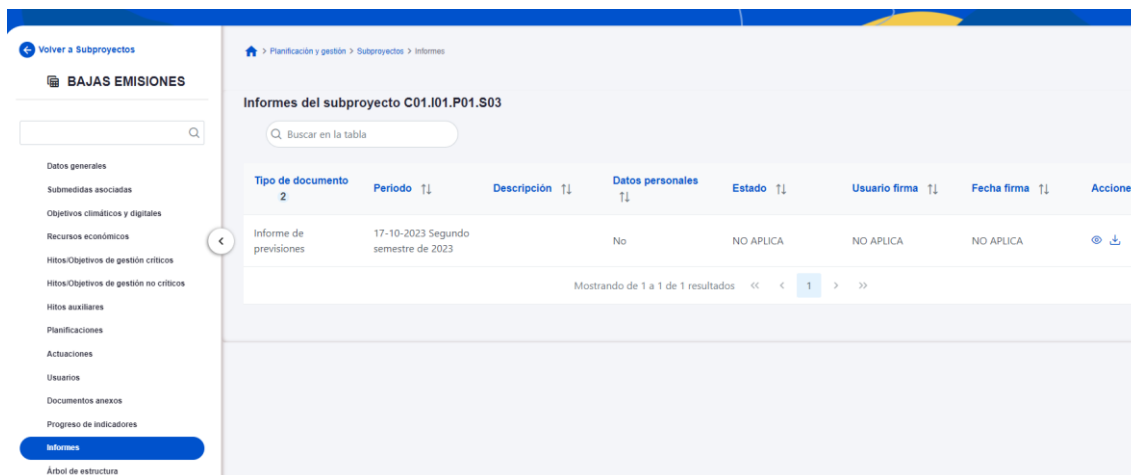 Volver a Subproyectos
BAJAS EMISIONES
Datos generales
Submedidas asociadas
Objetivos climáticos y digitales
Recursos económicos
Hitos/Objetivos de gestión críticos
Hitos/Objetivos de gestión no críticos
Hitos auxiliares
Planificaciones
Actuaciones
Usuarios
Documentos anexos
Progreso de indicadores
Informes
Árbol de estructura
> Planificación y gestión > Subproyectos > Informes
Informes del subproyecto C01.I01.P01.S03
Buscar en la tabla
Tipo de documento 2 Periodo Descripción Datos personales Estado Usuario firma Fecha firma Accione
Informe de previsiones 17-10-2023 Segundo semestre de 2023 No NO APLICA NO APLICA NO APLICA
Mostrando de 1 a 1 de 1 resultados << < 1 > >>